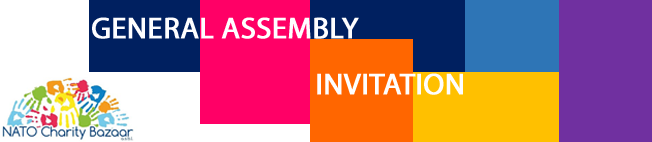 GENERAL ASSEMBLY
INVITATION
NATO Charity Bazaar